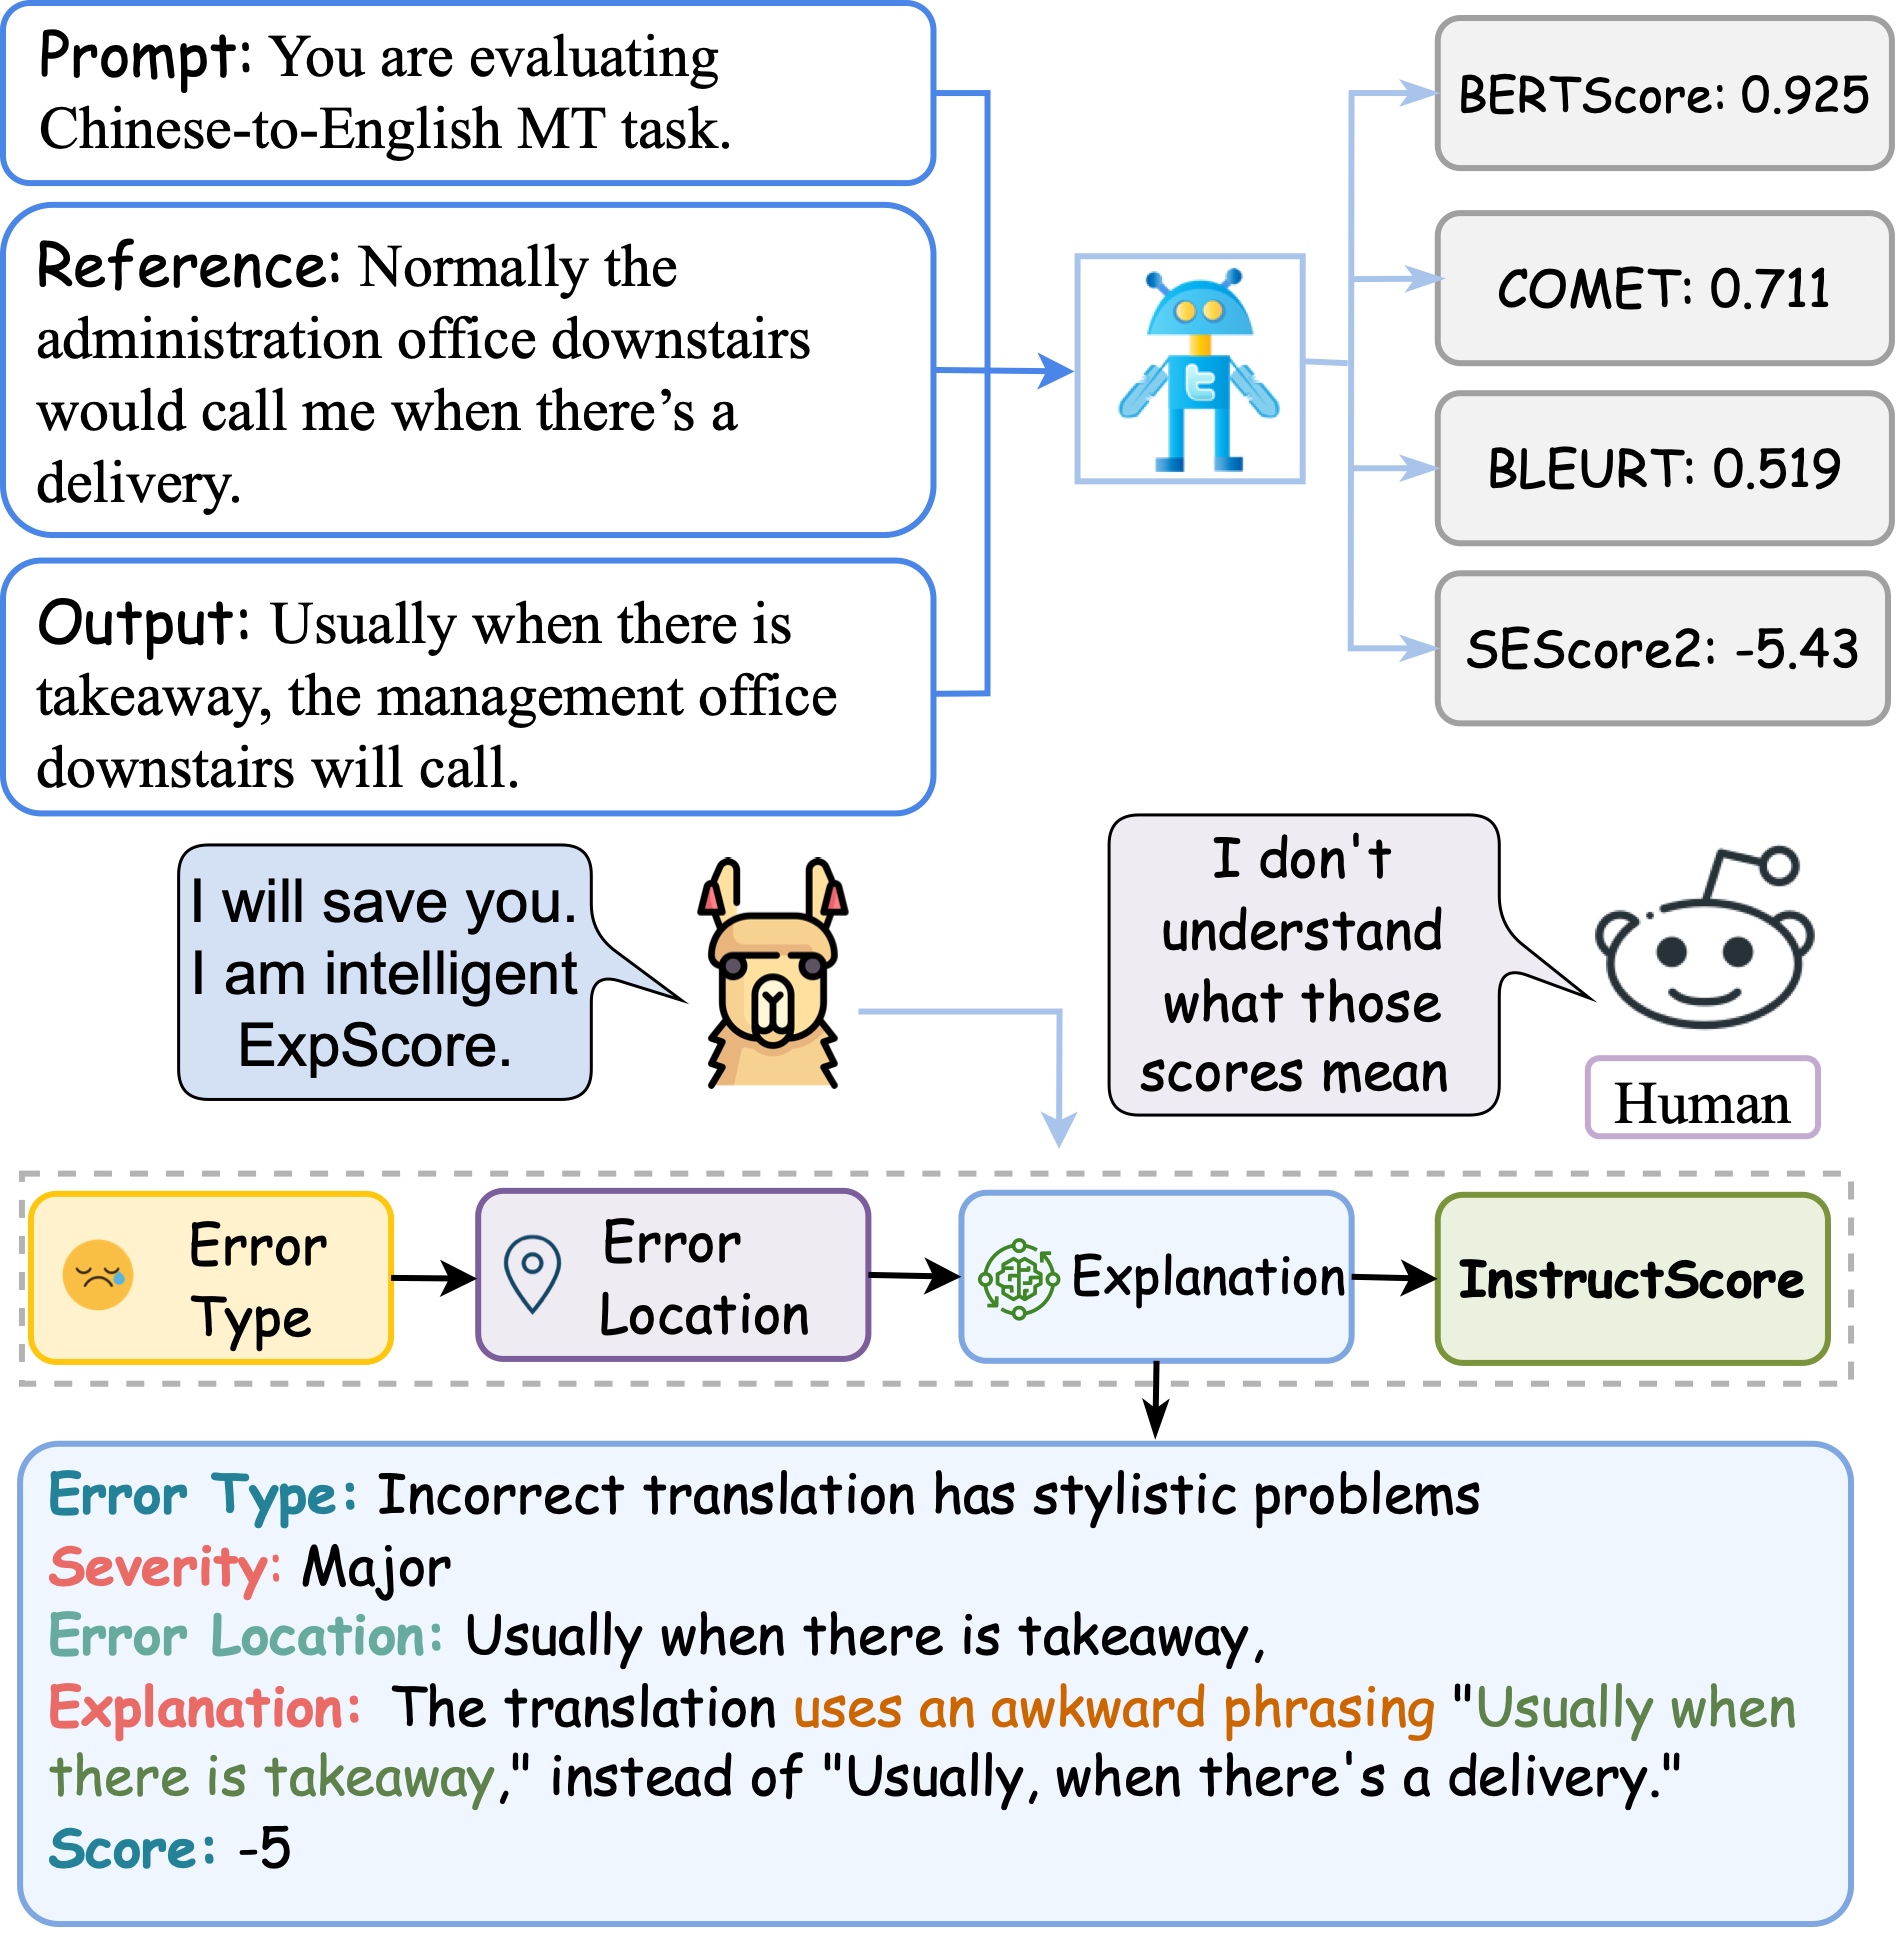 Prompt: You are evaluating
Chinese-to-English MT task.
Reference: Normally the
administration office downstairs
would call me when there’s a
delivery.
Output: Usually when there is
takeaway, the management office
downstairs will call.
t
BERTScore: 0.925
COMET: 0.711
BLEURT: 0.519
SEScore2: -5.43
I will save you.
I am intelligent
ExpScore.
I don't
understand
what those
scores mean
Human
Error
Type
Error
Location
Explanation
InstructScore
Error Type: Incorrect translation has stylistic problems
Severity: Major
Error Location: Usually when there is takeaway,
Explanation: The translation uses an awkward phrasing "Usually when
there is takeaway," instead of "Usually, when there's a delivery."
Score: -5